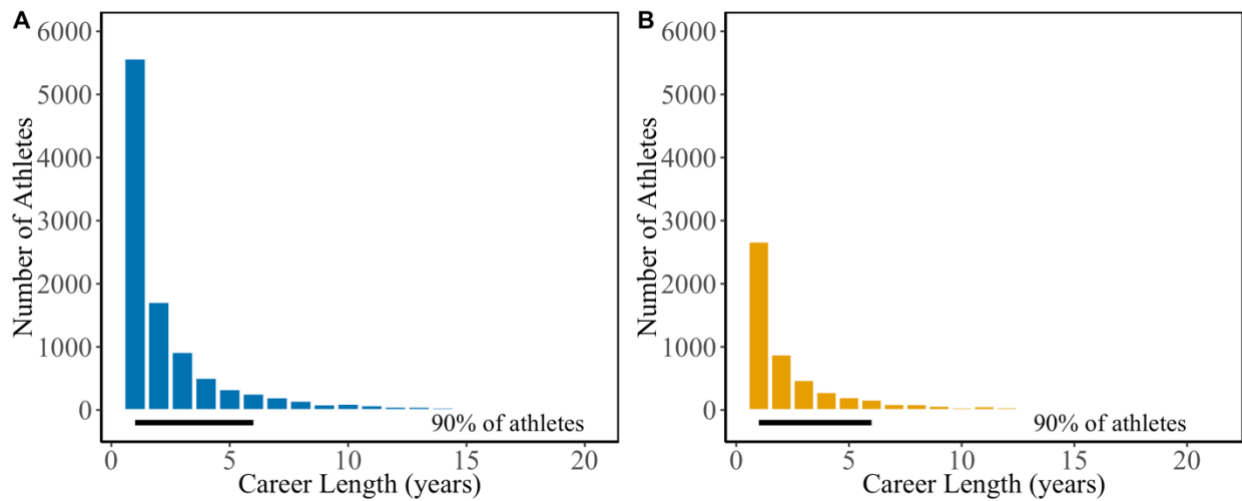 A
Number of Athletes
6000
5000
4000
3000
2000
1000
0
90% of athletes
0 5 10 15 20
Career Length (years)
B
Number of Athletes
6000
5000
4000
3000
2000
1000
0
90% of athletes
0 5 10 15 20
Career Length (years)